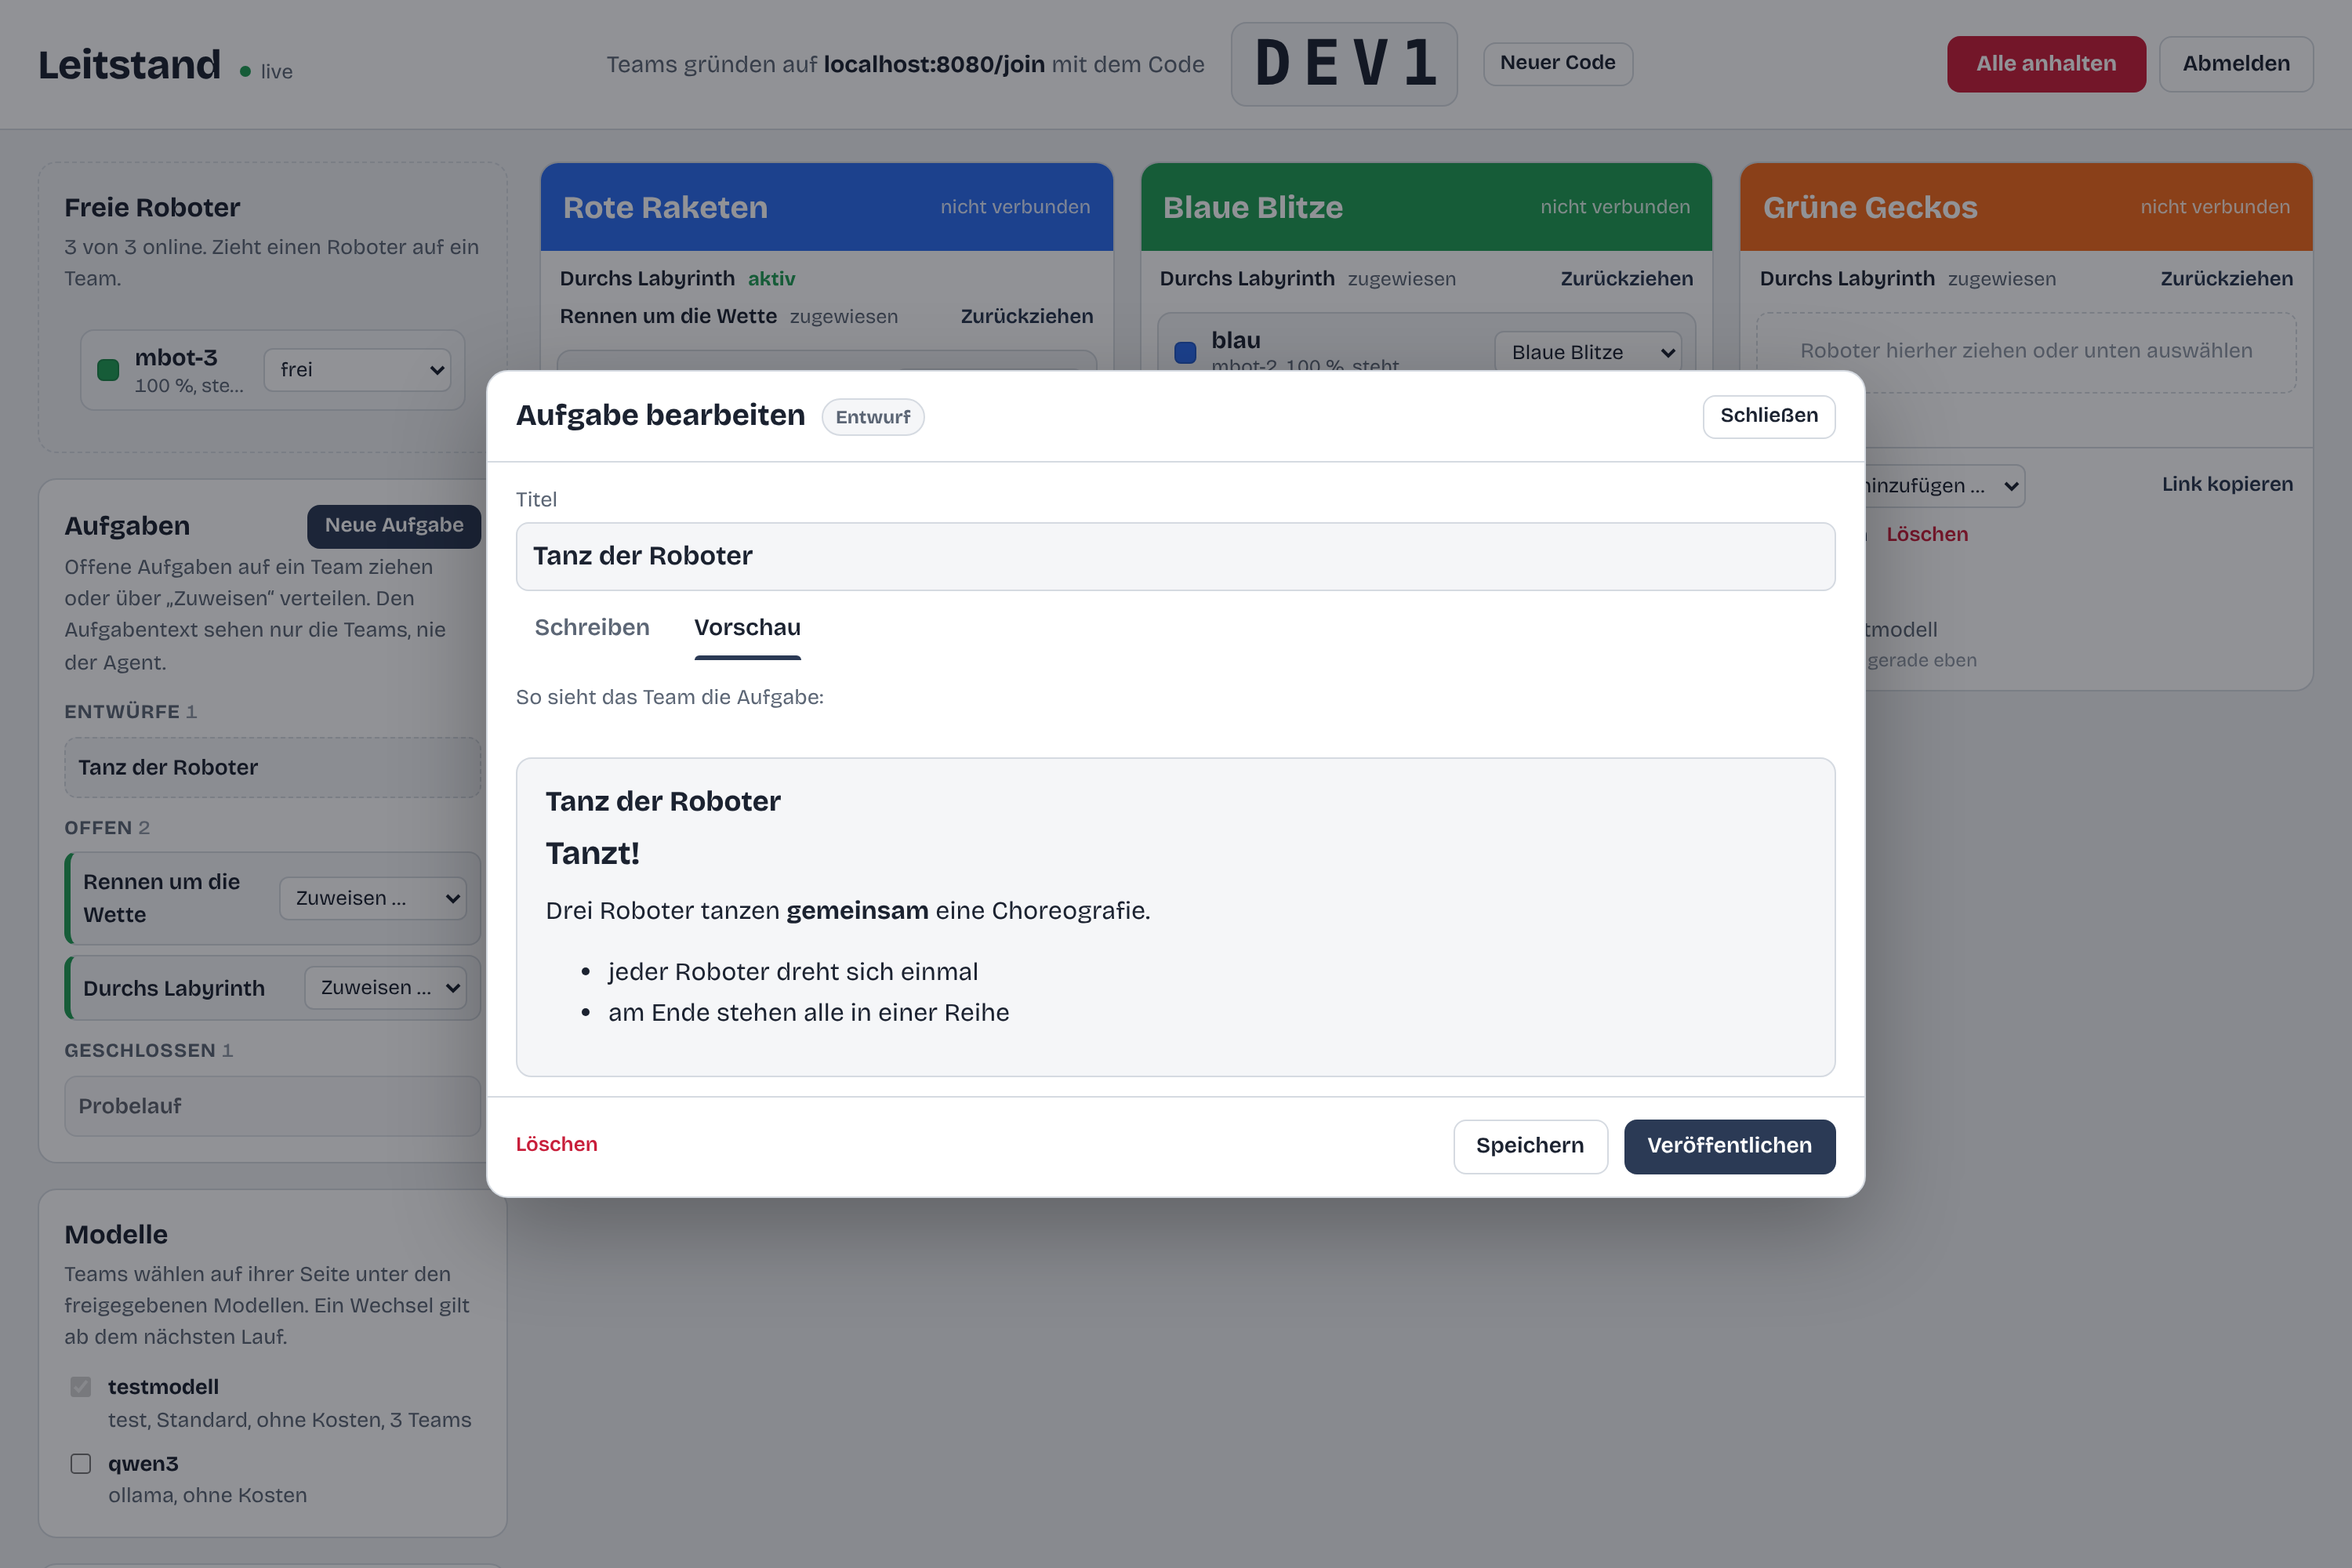 Leitstand
live
Teams gründen auf localhost:8080/join mit dem Code
DEV1
Neuer Code
Alle anhalten
Abmelden
Freie Roboter
3 von 3 online. Zieht einen Roboter auf ein
Team.
mbot-3
100 %, ste...
frei
Aufgaben
Neue Aufgabe
Offene Aufgaben auf ein Team ziehen
oder über „Zuweisen“ verteilen. Den
Aufgabentext sehen nur die Teams, nie
der Agent.
ENTWÜRFE 1
Tanz der Roboter
OFFEN 2
Rennen um die
Wette
Zuweisen ...
Durchs Labyrinth
Zuweisen ...
GESCHLOSSEN 1
Probelauf
Modelle
Teams wählen auf ihrer Seite unter den
freigegebenen Modellen. Ein Wechsel gilt
ab dem nächsten Lauf.
testmodell
test, Standard, ohne Kosten, 3 Teams
qwen3
ollama, ohne Kosten
Rote Raketen
nicht verbunden
Durchs Labyrinth aktiv
Rennen um die Wette zugewiesen Zurückziehen
Blaue Blitze
nicht verbunden
Durchs Labyrinth zugewiesen Zurückziehen
blau
mbot-2, 100 %, steht
Blaue Blitze
Grüne Geckos
nicht verbunden
Durchs Labyrinth zugewiesen Zurückziehen
Roboter hierher ziehen oder unten auswählen
hinzufügen ...
Link kopieren
Löschen
gerade eben
Aufgabe bearbeiten
Entwurf
Schließen
Titel
Tanz der Roboter
Schreiben
Vorschau
So sieht das Team die Aufgabe:
Tanz der Roboter
Tanzt!
Drei Roboter tanzen gemeinsam eine Choreografie.
• jeder Roboter dreht sich einmal
• am Ende stehen alle in einer Reihe
Löschen
Speichern
Veröffentlichen